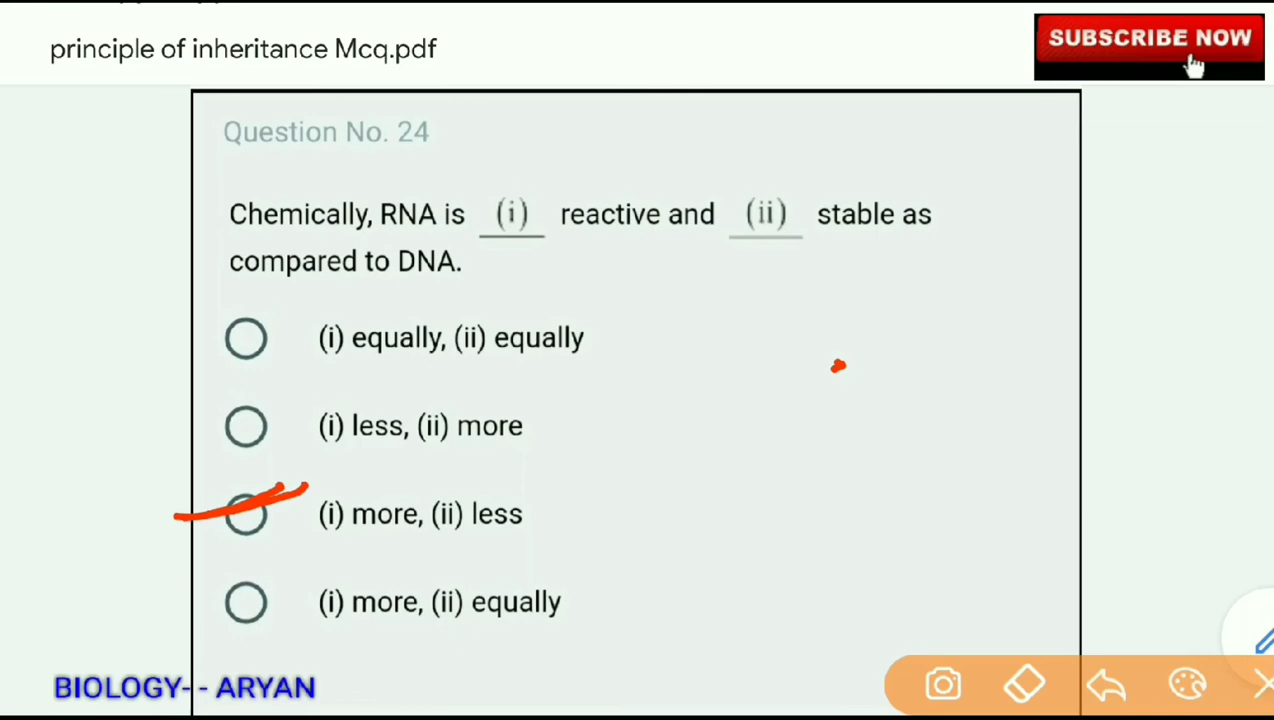 principle of inheritance Mcq.pdf
SUBSCRIBE NOW
Question No. 24
Chemically, RNA is (i) reactive and (ii) stable as
compared to DNA.
(i) equally, (ii) equally
(i) less, (ii) more
(i) more, (ii) less
(i) more, (ii) equally
BIOLOGY- - ARYAN